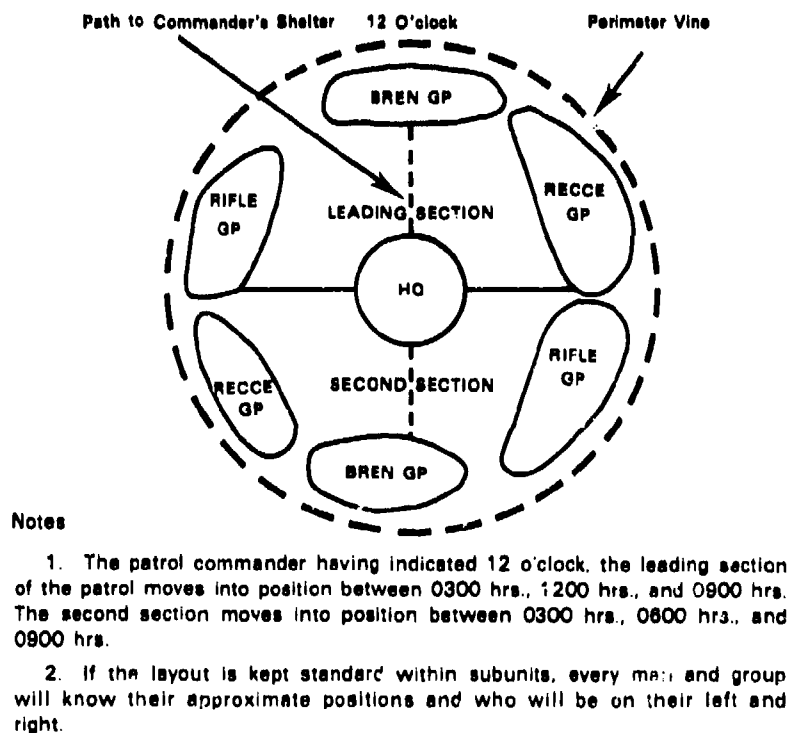 Path to Commander's Shelter 12 O'clock Perimeter Vine
BREN GP
RIFLE
GP
RECCE
GP
LEADING SECTION
HQ
RECCE
GP
SECOND SECTION
RIFLE
GP
BREN GP
Notes
1. The patrol commander having indicated 12 o'clock, the leading section
of the patrol moves into position between 0300 hrs., 1200 hrs., and 0900 hrs.
The second section moves into position between 0300 hrs., 0600 hrs., and
0900 hrs.
2. If the layout is kept standard within subunits, every man and group
will know their approximate positions and who will be on their left and
right.